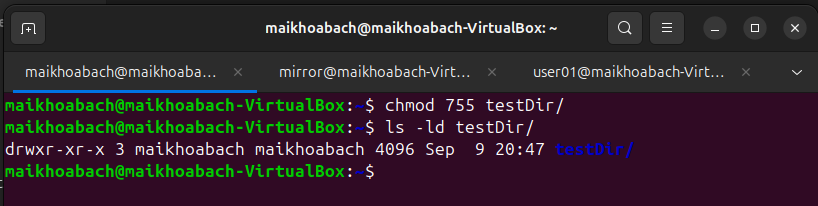 maikhoabach@maikhoabach-VirtualBox: ~
maikhoabach@maikhoaba... mirror@maikhoabach-Virt... user01@maikhoabach-Virt...
maikhoabach@maikhoabach-VirtualBox:~$ chmod 755 testDir/
maikhoabach@maikhoabach-VirtualBox:~$ ls -ld testDir/
drwxr-xr-x 3 maikhoabach maikhoabach 4096 Sep  9 20:47 testDir/
maikhoabach@maikhoabach-VirtualBox:~$